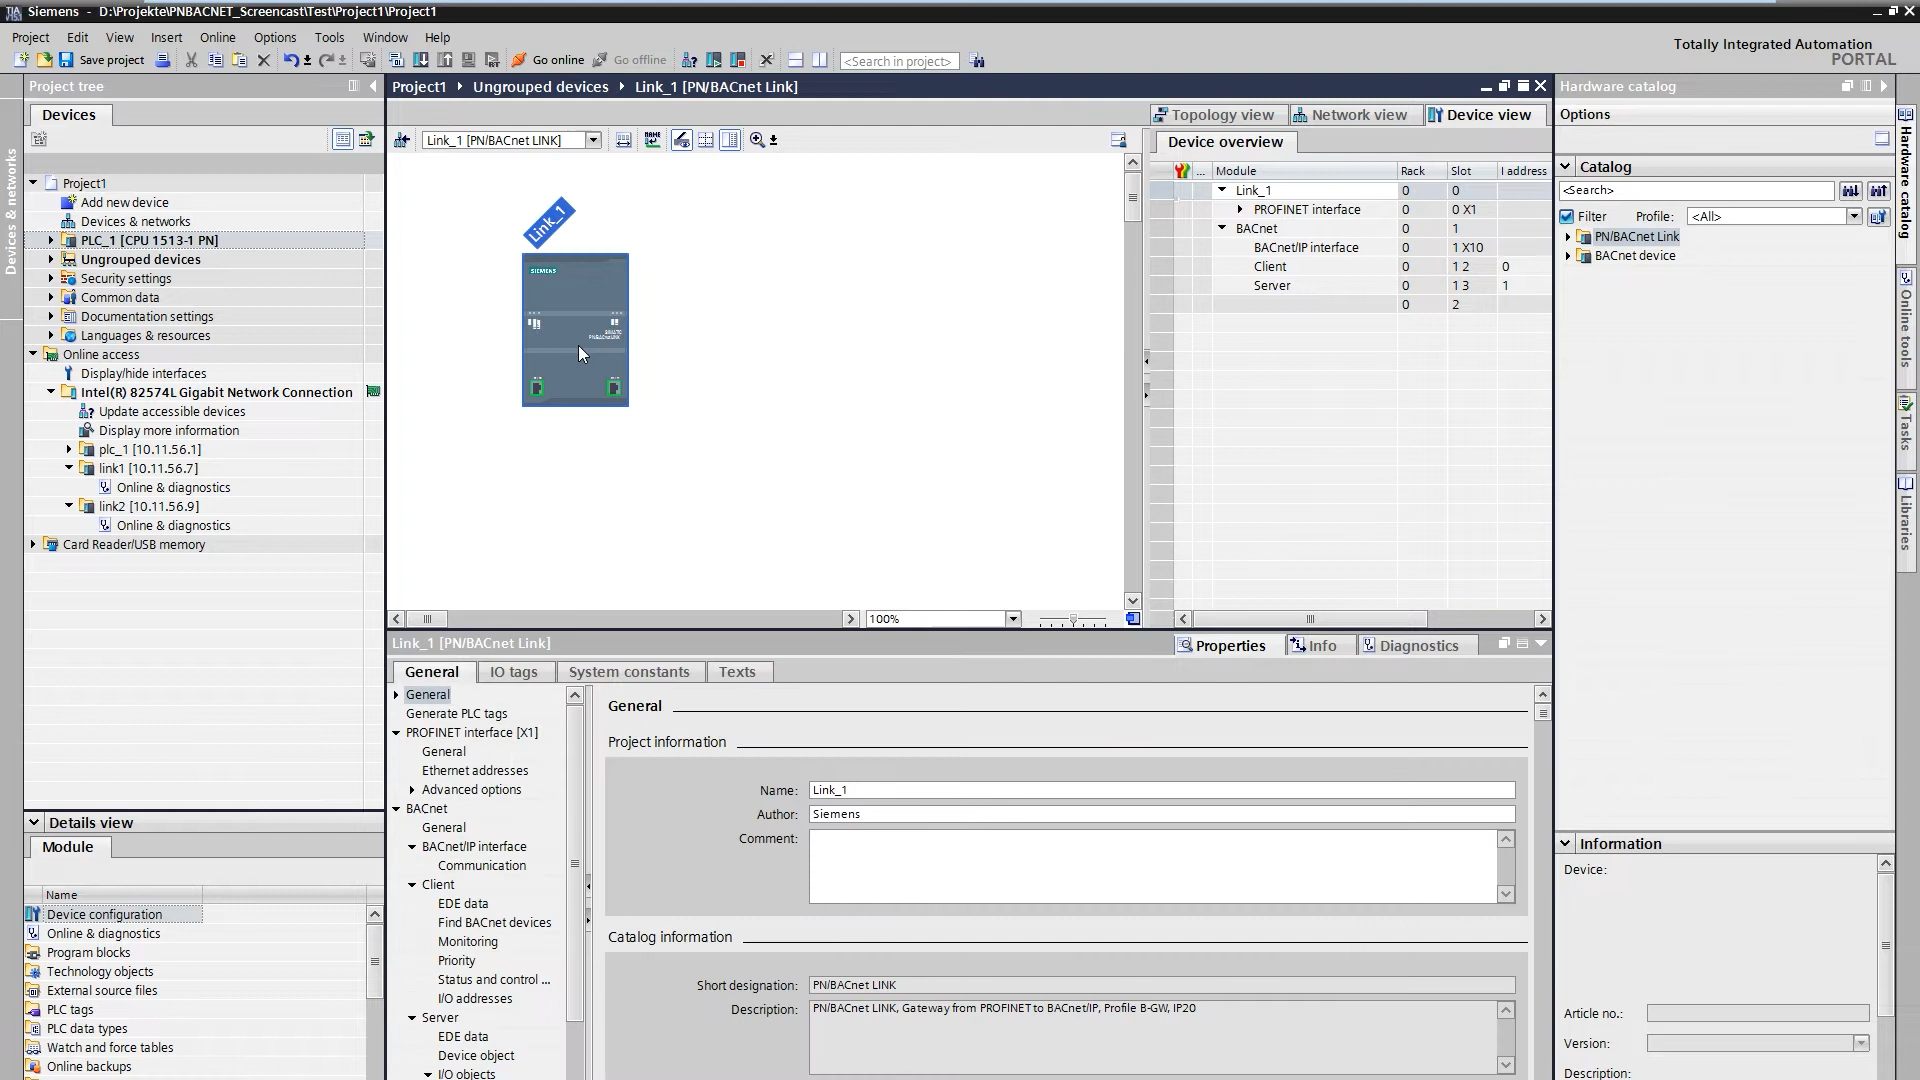 Siemens - D:\Projekte\PNBACNET_Screencast\Test\Project1\Project1
Project Edit View Insert Online Options Tools Window Help
Totally Integrated Automation
PORTAL
Save project
Go online
Go offline
<Search in project>
Project tree
Devices
Devices & networks
Project1
Add new device
Devices & networks
PLC_1 [CPU 1513-1 PN]
Ungrouped devices
Security settings
Common data
Documentation settings
Languages & resources
Online access
Display/hide interfaces
Intel(R) 82574L Gigabit Network Connection
Update accessible devices
Display more information
plc_1 [10.11.56.1]
link1 [10.11.56.7]
Online & diagnostics
link2 [10.11.56.9]
Online & diagnostics
Card Reader/USB memory
Details view
Module
Name
Device configuration
Online & diagnostics
Program blocks
Technology objects
External source files
PLC tags
PLC data types
Watch and force tables
Online backups
Project1 Ungrouped devices Link_1 [PN/BACnet Link]
Topology view Network view Device view
Link_1 [PN/BACnet LINK]
Link_1
SIEMENS
100%
Device overview
... Module Rack Slot I address
Link_1 0 0
PROFINET interface 0 0 X1
BACnet 0 1
BACnet/IP interface 0 1 X10
Client 0 1 2 0
Server 0 1 3 1
0 2
Link_1 [PN/BACnet Link]
Properties Info Diagnostics
General IO tags System constants Texts
General
Generate PLC tags
PROFINET interface [X1]
General
Ethernet addresses
Advanced options
BACnet
General
BACnet/IP interface
Communication
Client
EDE data
Find BACnet devices
Monitoring
Priority
Status and control ...
I/O addresses
Server
EDE data
Device object
I/O objects
General
Project information
Name: Link_1
Author: Siemens
Comment:
Catalog information
Short designation: PN/BACnet LINK
Description: PN/BACnet LINK, Gateway from PROFINET to BACnet/IP, Profile B-GW, IP20
Hardware catalog
Options
Catalog
<Search>
Filter Profile: <All>
PN/BACnet Link
BACnet device
Information
Device:
Article no.:
Version:
Description:
Hardware catalog
Online tools
Tasks
Libraries